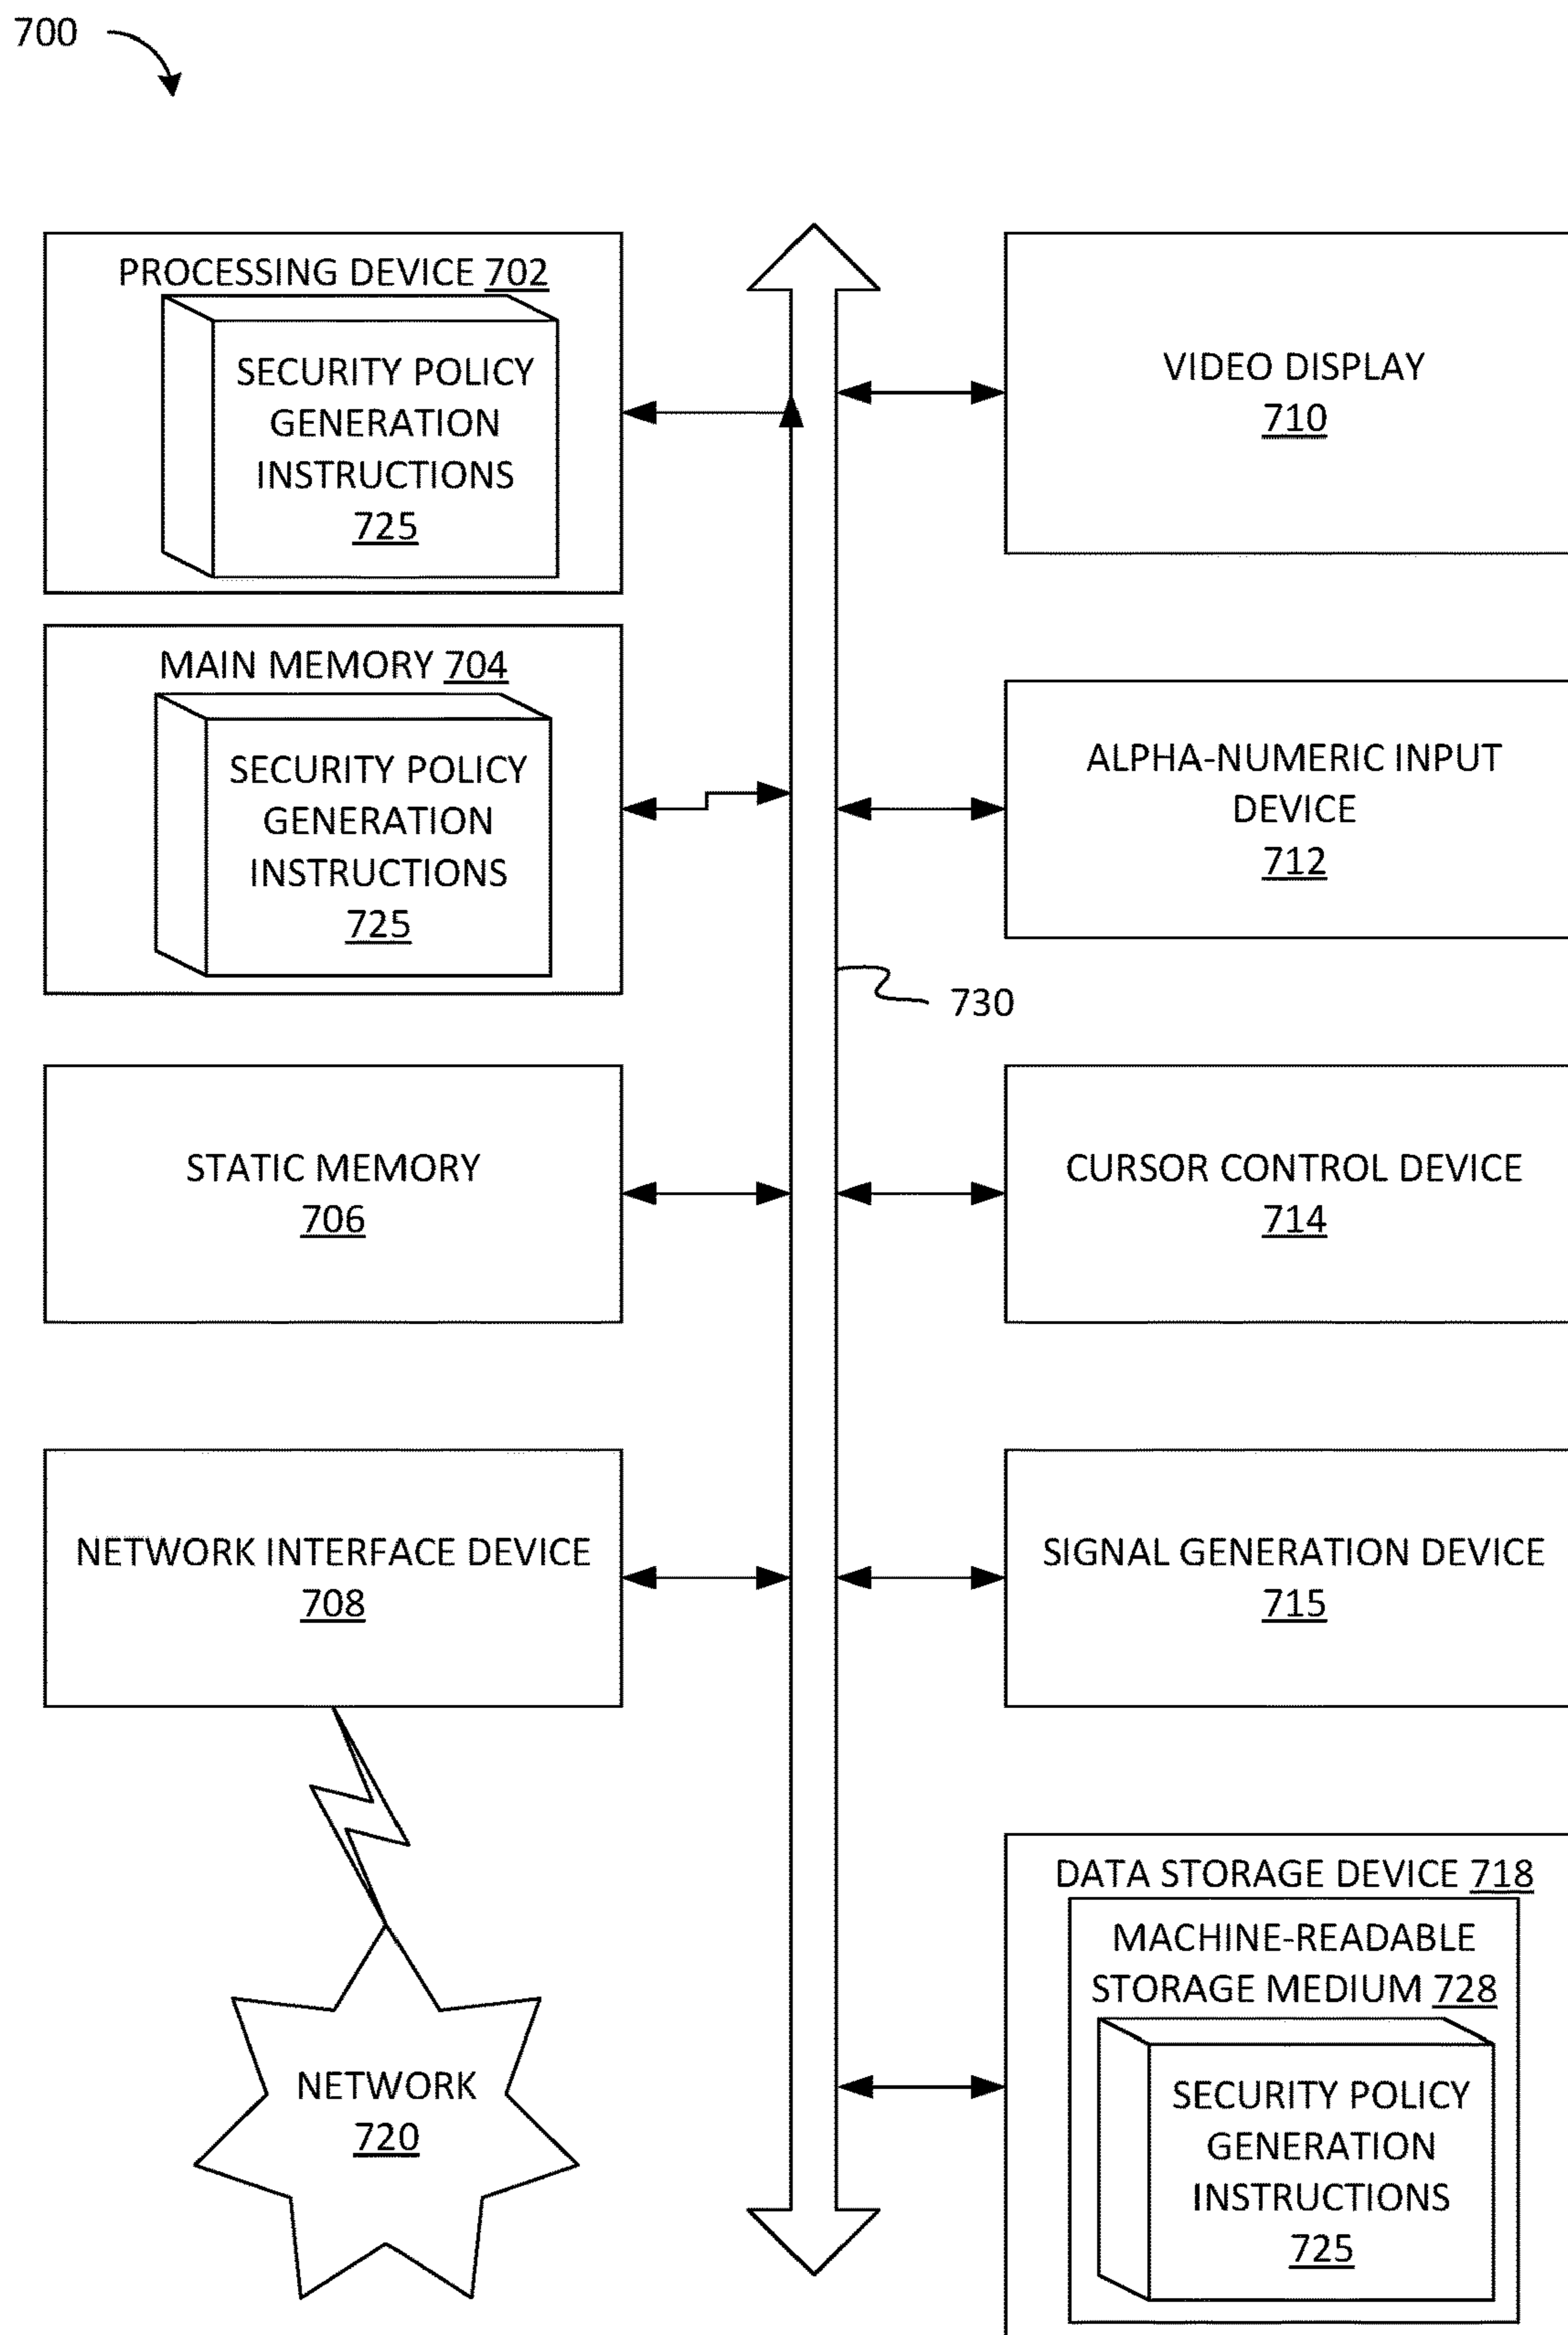 700
PROCESSING DEVICE 702
SECURITY POLICY
GENERATION
INSTRUCTIONS
725
MAIN MEMORY 704
SECURITY POLICY
GENERATION
INSTRUCTIONS
725
STATIC MEMORY
706
NETWORK INTERFACE DEVICE
708
NETWORK
720
730
VIDEO DISPLAY
710
ALPHA-NUMERIC INPUT
DEVICE
712
CURSOR CONTROL DEVICE
714
SIGNAL GENERATION DEVICE
715
DATA STORAGE DEVICE 718
MACHINE-READABLE
STORAGE MEDIUM 728
SECURITY POLICY
GENERATION
INSTRUCTIONS
725